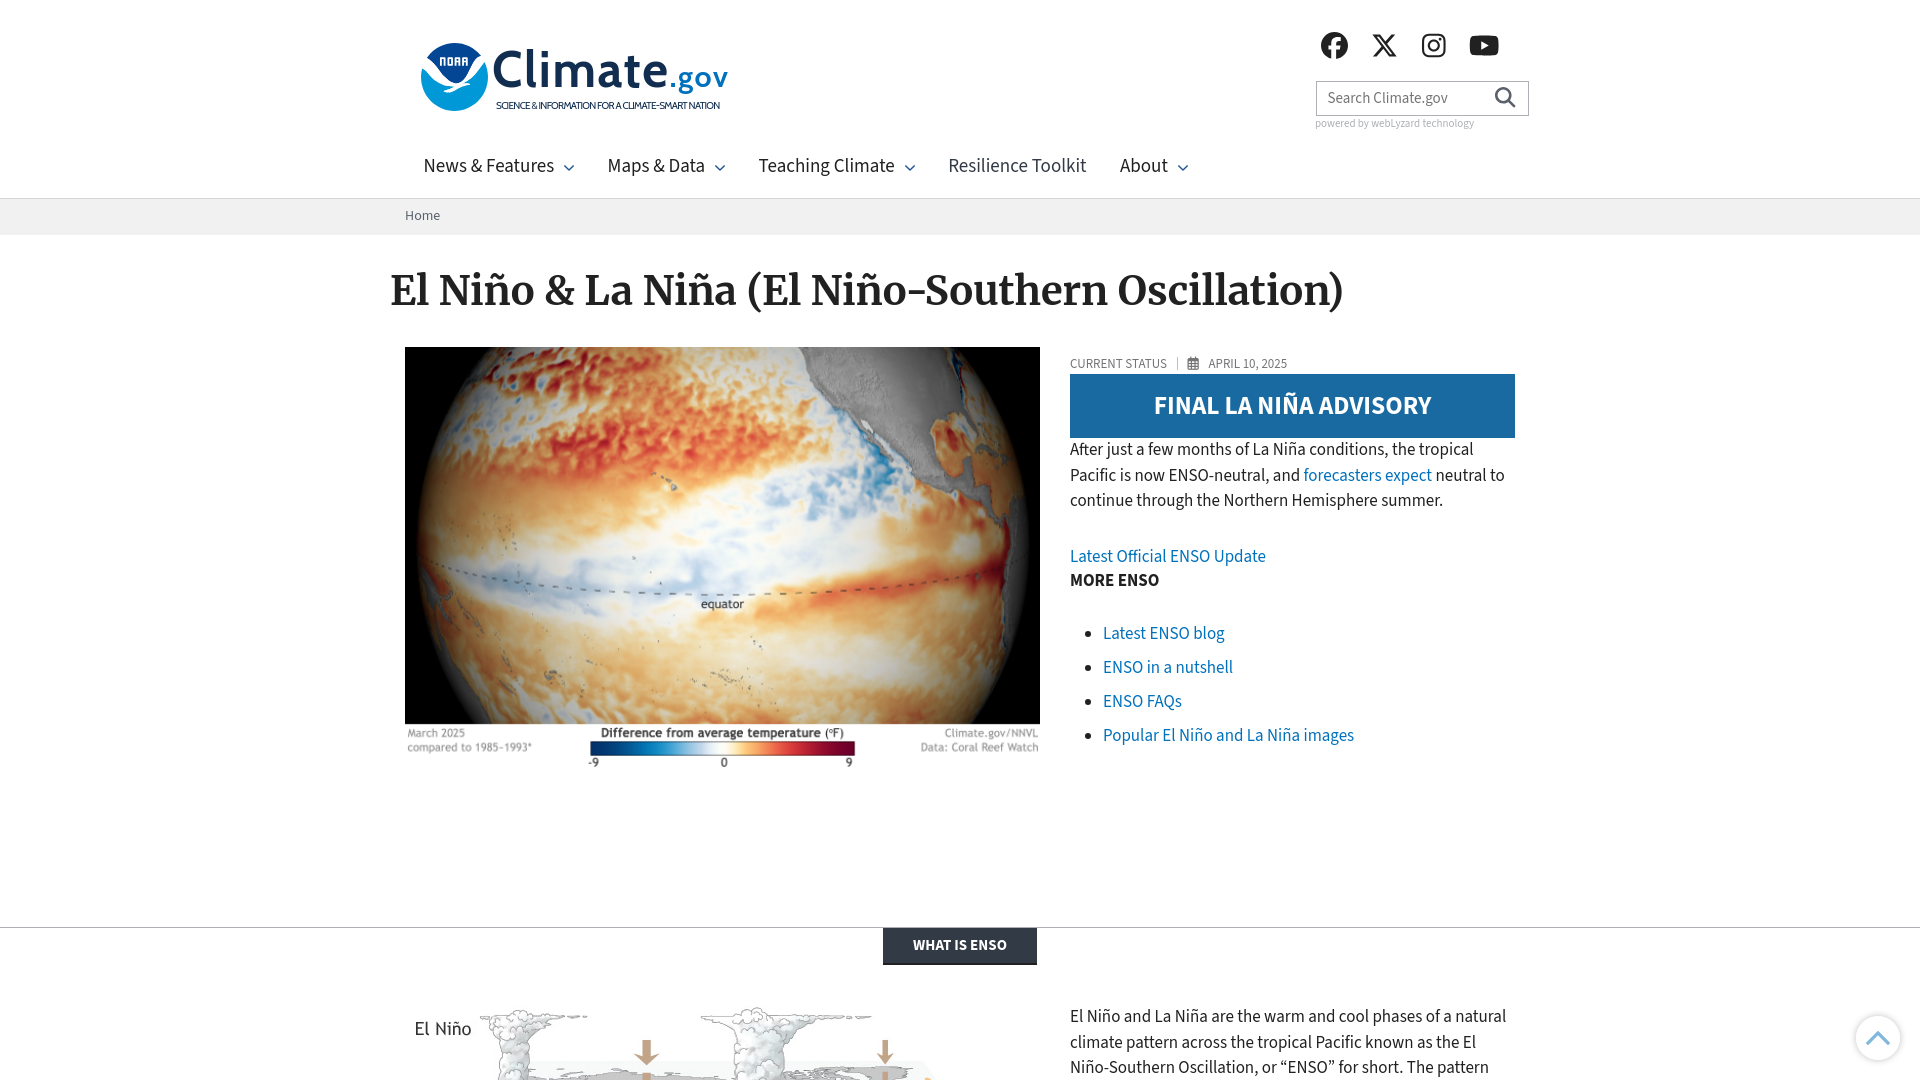 NOAA
Climate.gov
SCIENCE & INFORMATION FOR A CLIMATE-SMART NATION
Search Climate.gov
powered by webLyzard technology
News & Features
Maps & Data
Teaching Climate
Resilience Toolkit
About
Home
El Niño & La Niña (El Niño-Southern Oscillation)
equator
March 2025
compared to 1985-1993*
Difference from average temperature (°F)
-9 0 9
Climate.gov/NNVL
Data: Coral Reef Watch
CURRENT STATUS | APRIL 10, 2025
FINAL LA NIÑA ADVISORY
After just a few months of La Niña conditions, the tropical
Pacific is now ENSO-neutral, and forecasters expect neutral to
continue through the Northern Hemisphere summer.
Latest Official ENSO Update
MORE ENSO
Latest ENSO blog
ENSO in a nutshell
ENSO FAQs
Popular El Niño and La Niña images
WHAT IS ENSO
El Niño
El Niño and La Niña are the warm and cool phases of a natural
climate pattern across the tropical Pacific known as the El
Niño-Southern Oscillation, or “ENSO” for short. The pattern